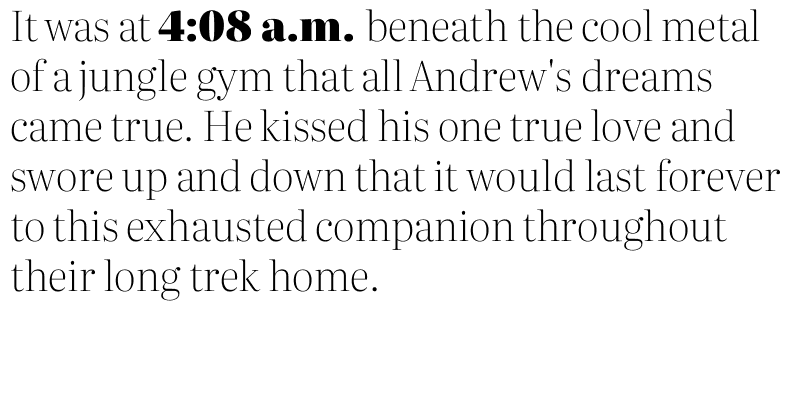 It was at 4:08 a.m. beneath the cool metal
of a jungle gym that all Andrew's dreams
came true. He kissed his one true love and
swore up and down that it would last forever
to this exhausted companion throughout
their long trek home.